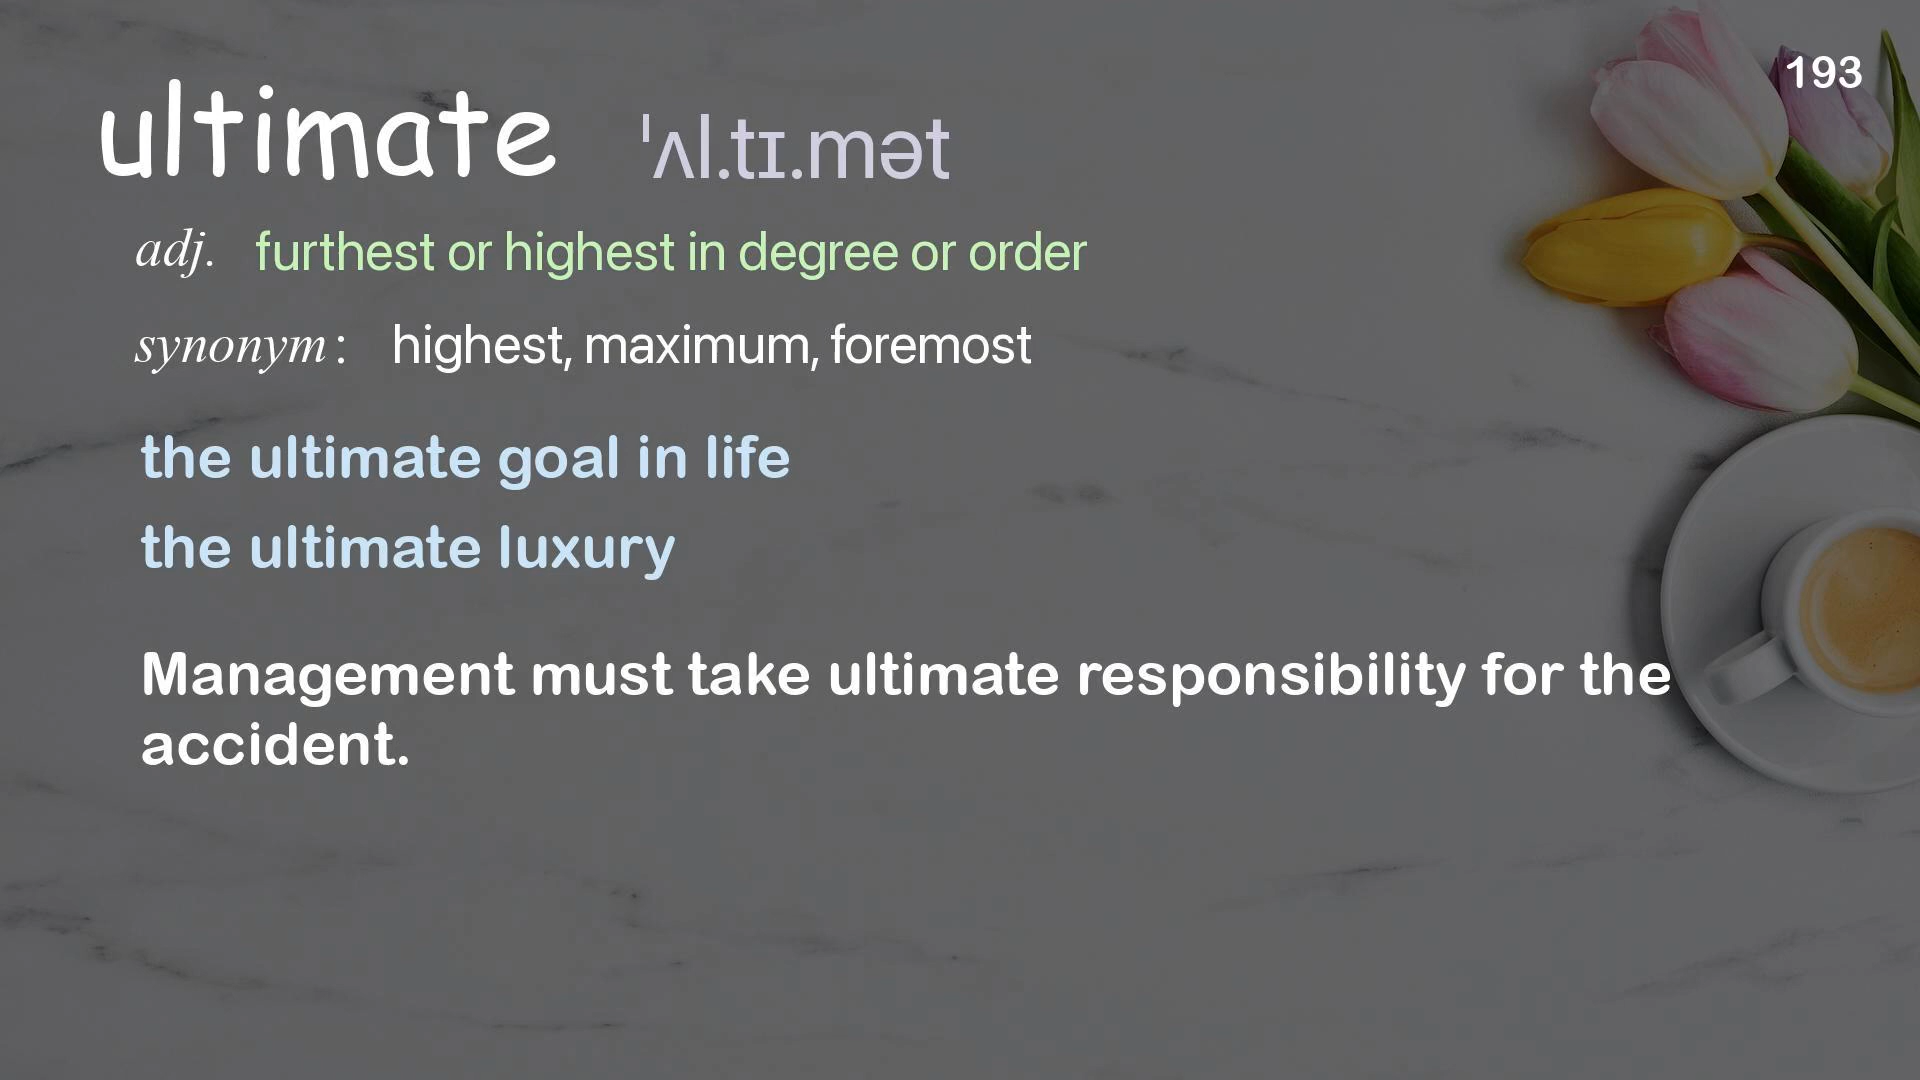 193
ultimate ˈʌl.tɪ.mət
adj. furthest or highest in degree or order
synonym: highest, maximum, foremost
the ultimate goal in life
the ultimate luxury
Management must take ultimate responsibility for the
accident.